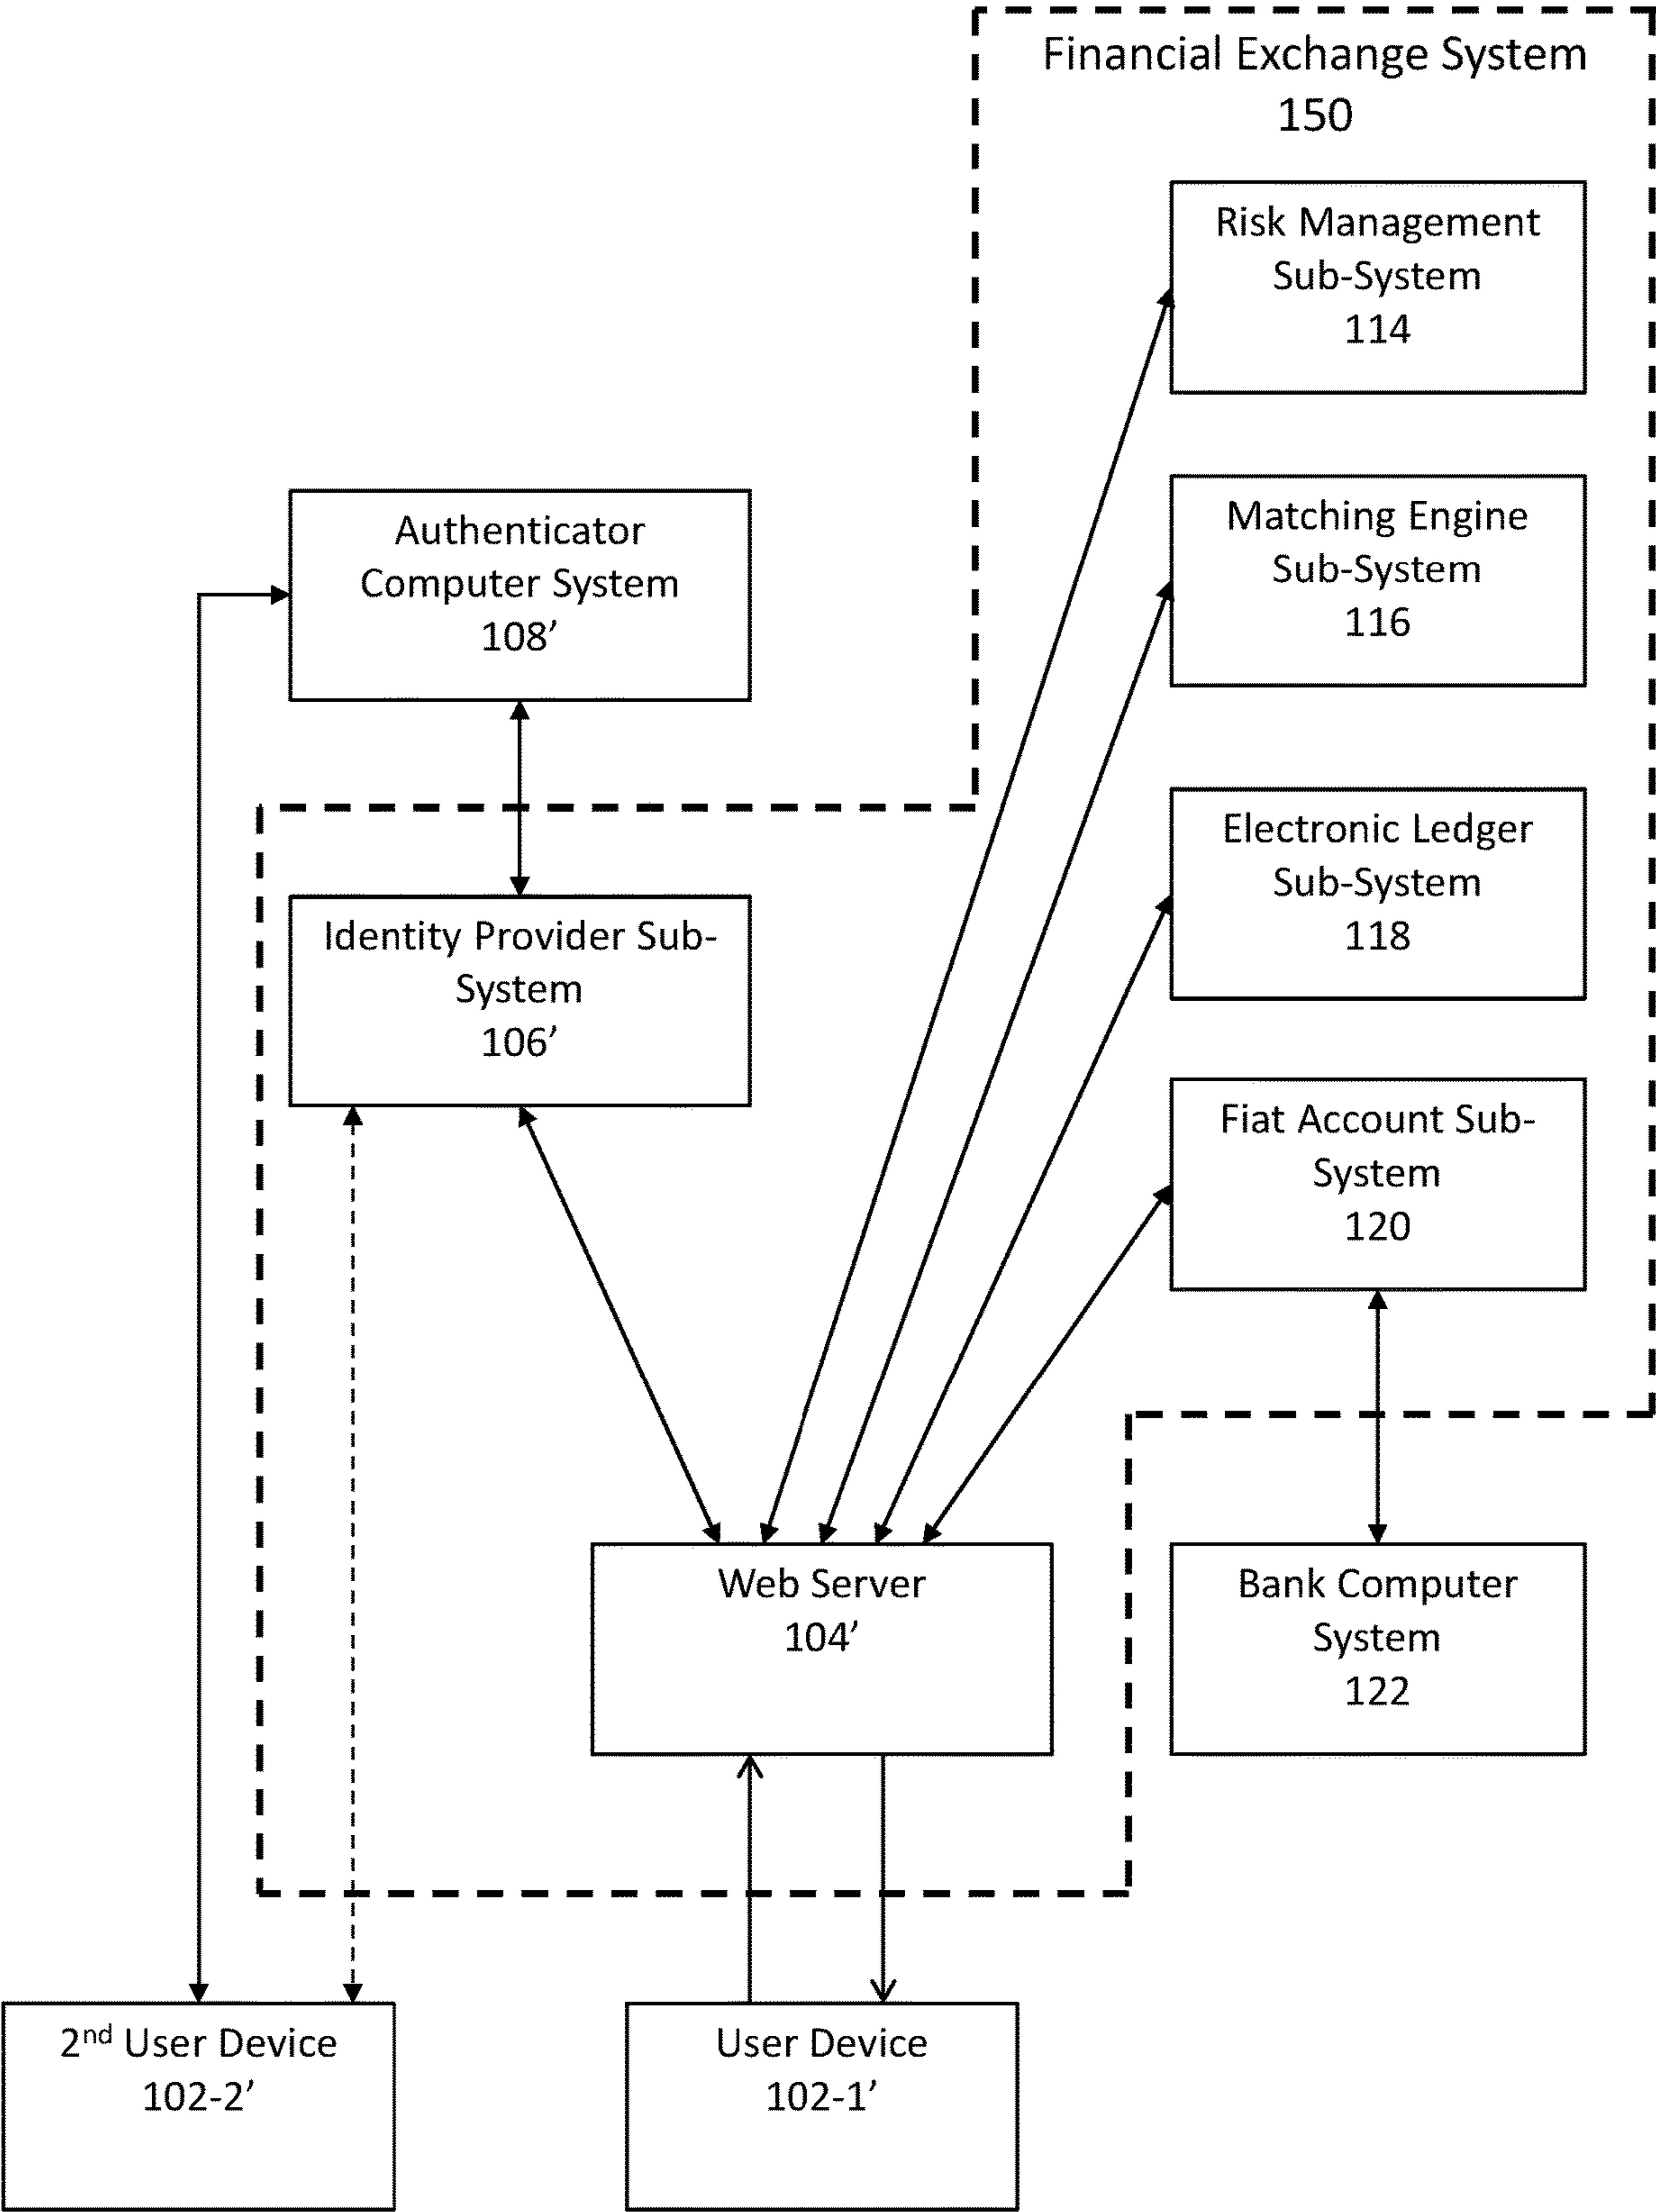 Financial Exchange System
150
Risk Management
Sub-System
114
Matching Engine
Sub-System
116
Authenticator
Computer System
108’
Electronic Ledger
Sub-System
118
Identity Provider Sub-
System
106’
Fiat Account Sub-
System
120
Web Server
104’
Bank Computer
System
122
2nd User Device
102-2’
User Device
102-1’